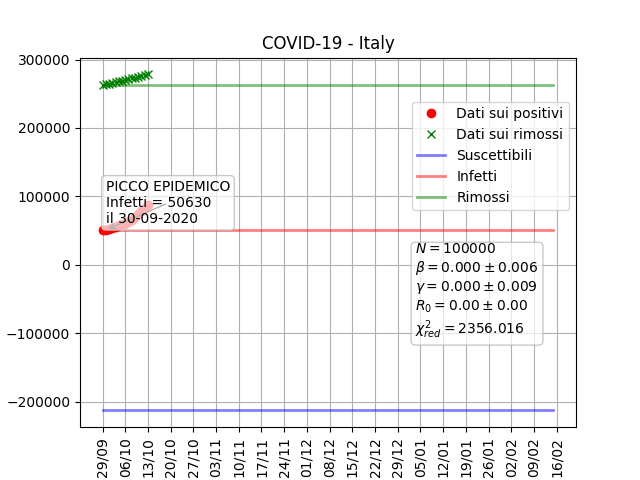 COVID-19 - Italy
300000
200000
100000
0
−100000
−200000
Dati sui positivi
Dati sui rimossi
Suscettibili
Infetti
Rimossi
PICCO EPIDEMICO
Infetti = 50630
il 30-09-2020
N = 100000
β = 0.000 ± 0.006
γ = 0.000 ± 0.009
R₀ = 0.00 ± 0.00
χ²red = 2356.016
29/09
06/10
13/10
20/10
27/10
03/11
10/11
17/11
24/11
01/12
08/12
15/12
22/12
29/12
05/01
12/01
19/01
26/01
02/02
09/02
16/02